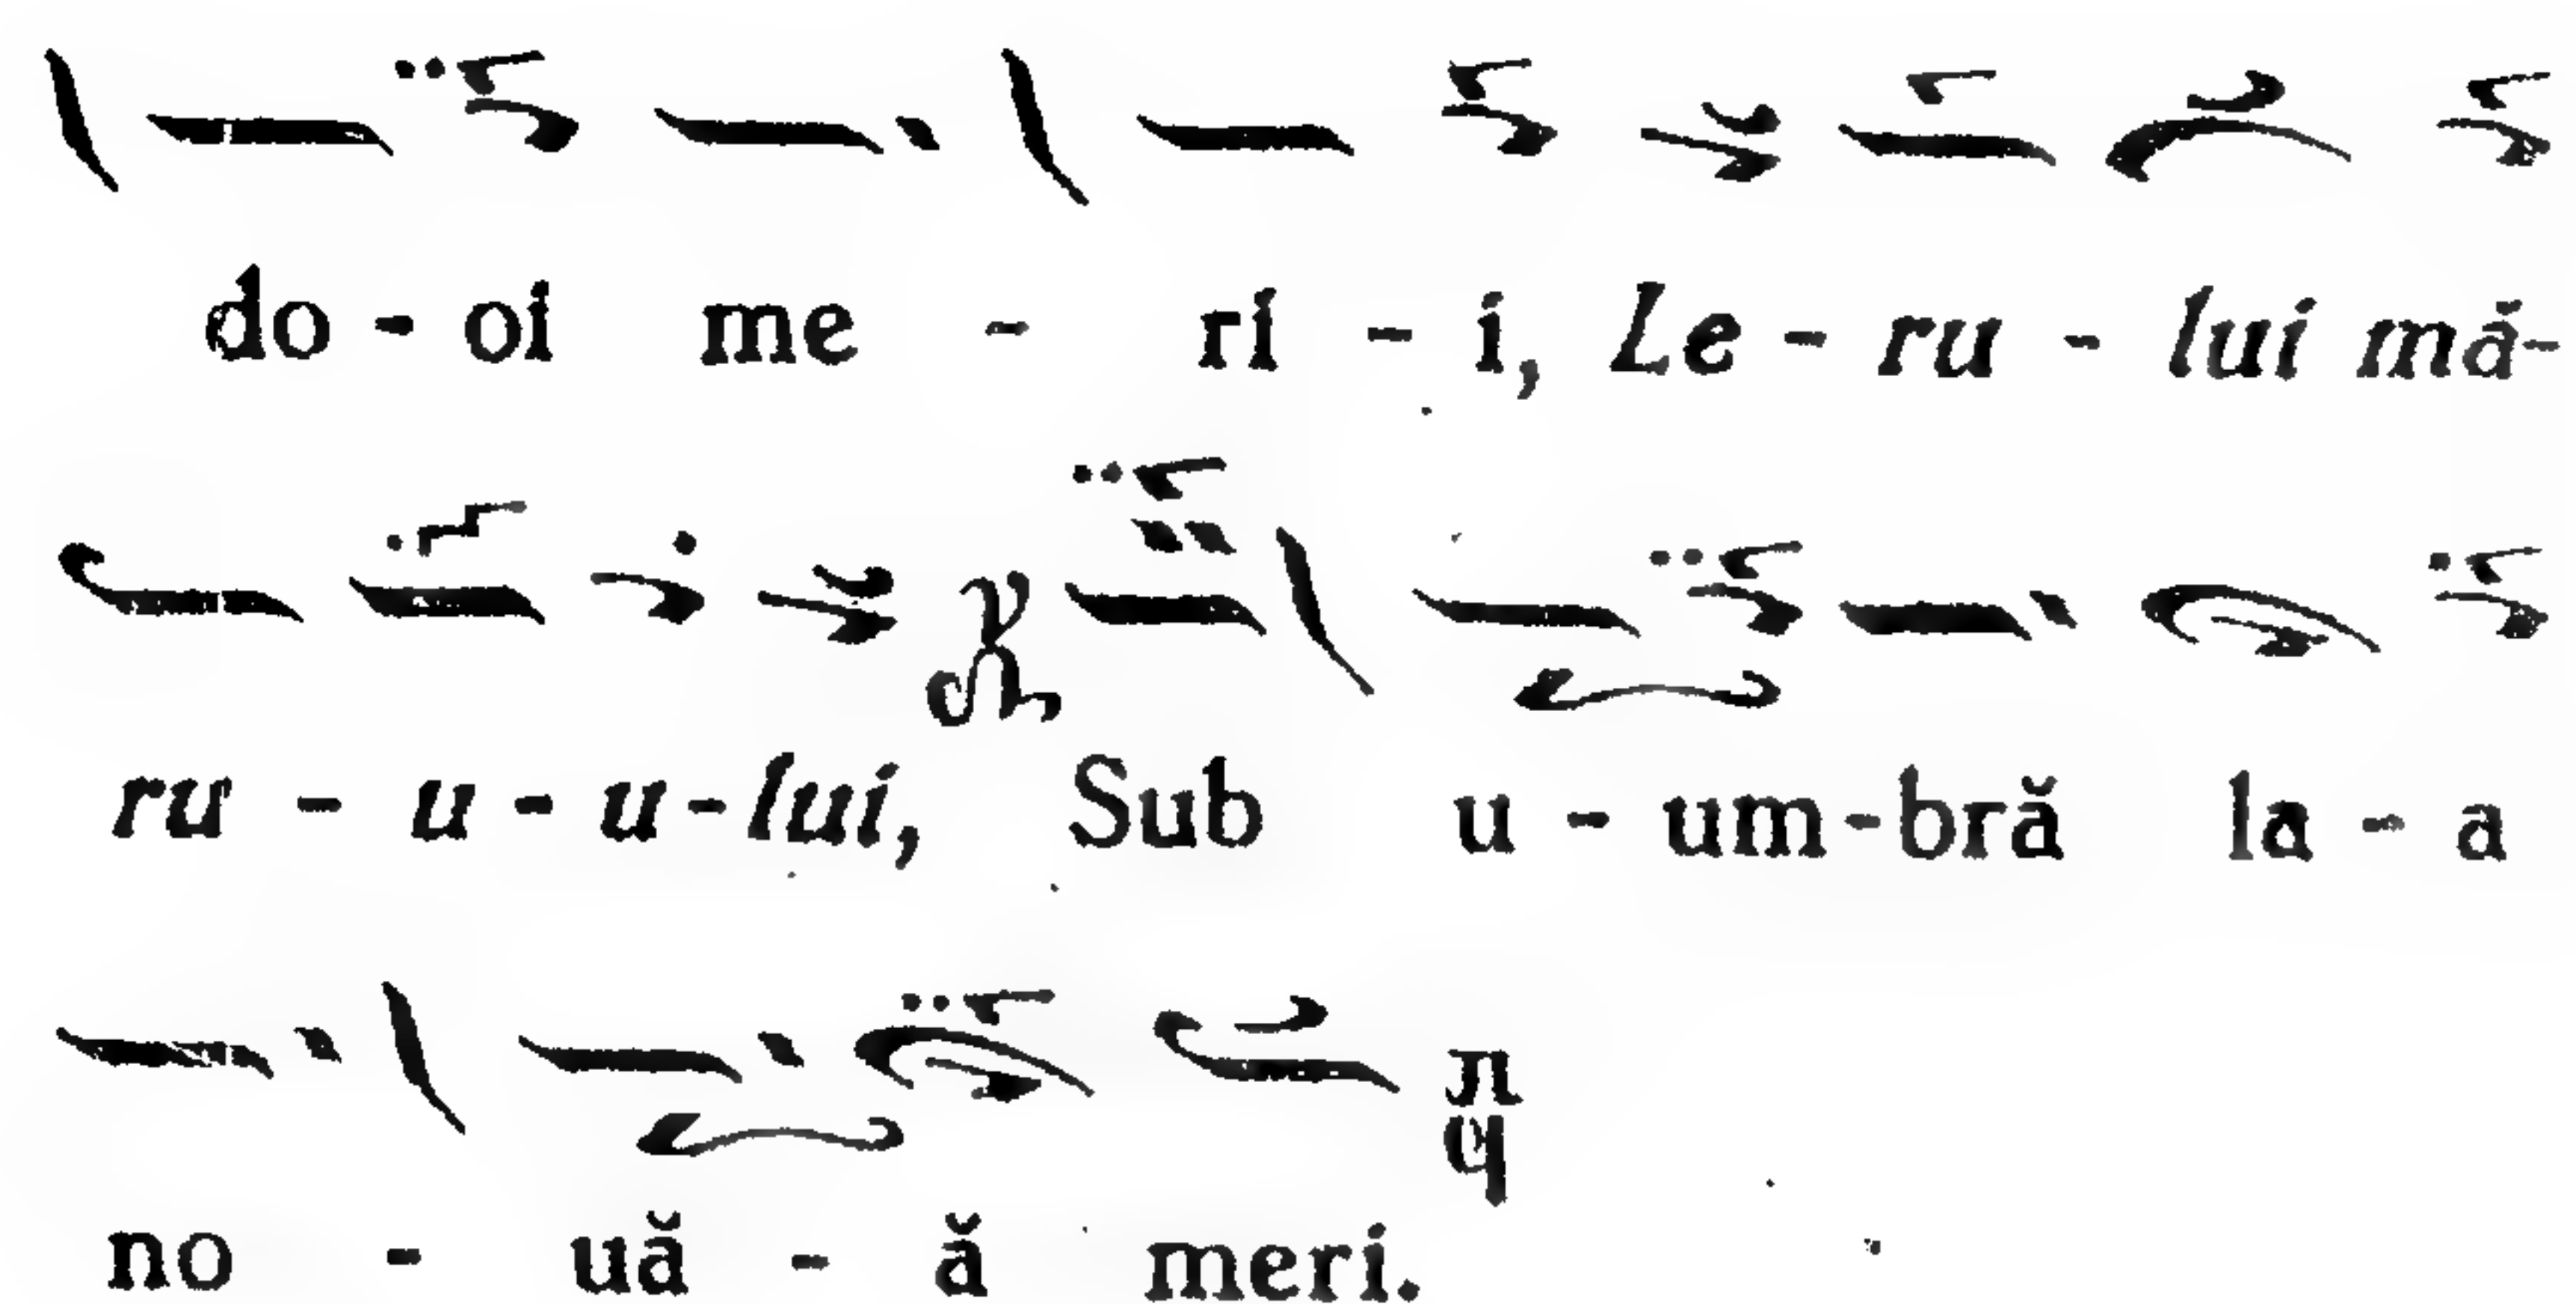 do - oi me - ri - i, Le - ru - lui mă-
ru - u - u - lui, Sub u - um - bră la - a
no - uă - ă meri.